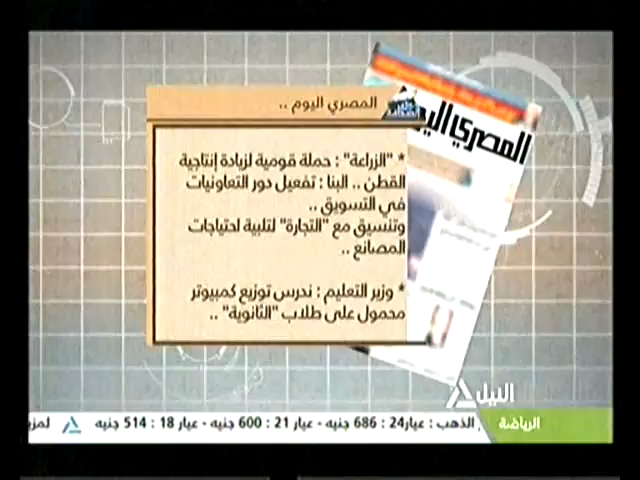 المصري اليوم ..
المصري اليوم
* "الزراعة" : حملة قومية لزيادة إنتاجية
القطن .. البنا : تفعيل دور التعاونيات
في التسويق ..
وتنسيق مع "التجارة" لتلبية احتياجات
المصانع ..
* وزير التعليم : ندرس توزيع كمبيوتر
محمول على طلاب "الثانوية" ..
النيل
الرياضة
الذهب : عيار24 : 686 جنيه - عيار 21 : 600 جنيه - عيار 18 : 514 جنيه